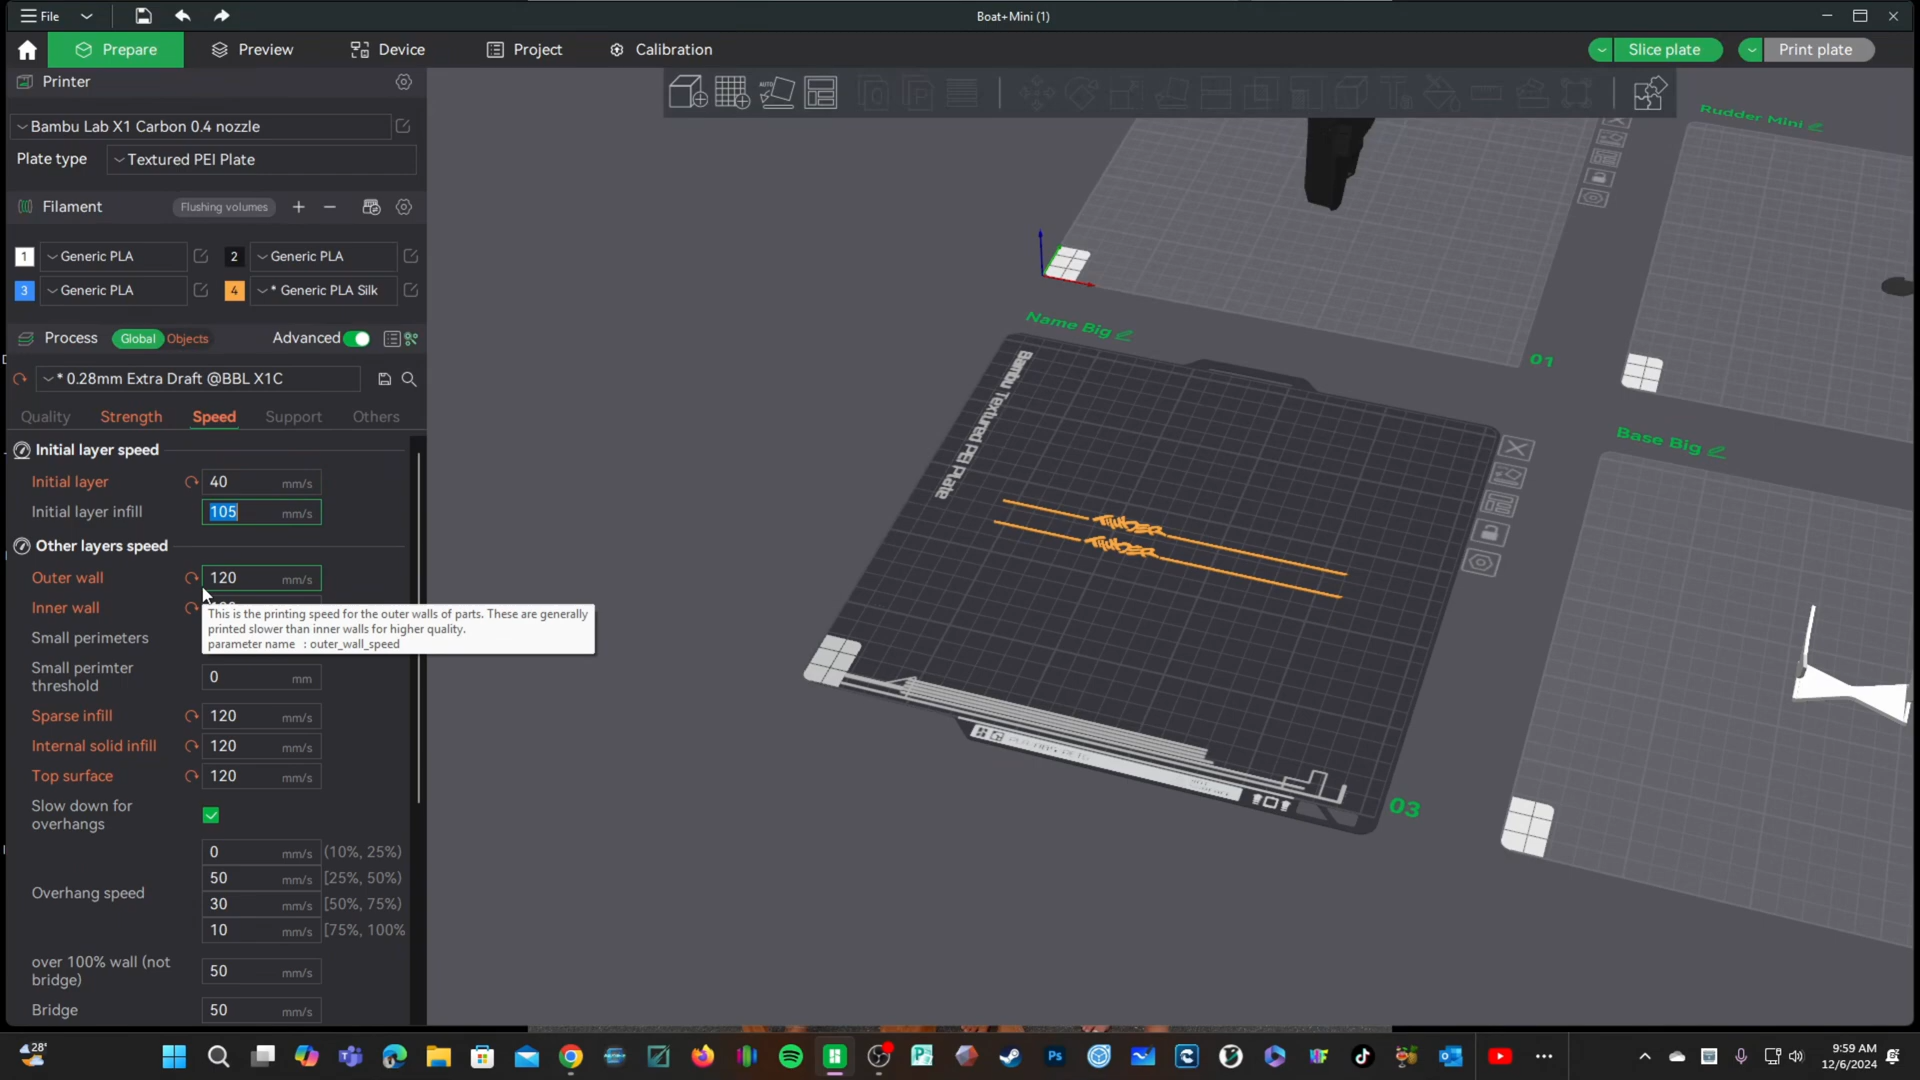 File
Boat+Mini (1)
Prepare
Preview
Device
Project
Calibration
Slice plate
Print plate
Printer
Bambu Lab X1 Carbon 0.4 nozzle
Plate type
Textured PEI Plate
Filament
Flushing volumes
1
Generic PLA
2
Generic PLA
3
Generic PLA
4
* Generic PLA Silk
Process
Global
Objects
Advanced
* 0.28mm Extra Draft @BBL X1C
Quality
Strength
Speed
Support
Others
Initial layer speed
Initial layer
40 mm/s
Initial layer infill
105 mm/s
Other layers speed
Outer wall
120 mm/s
Inner wall
This is the printing speed for the outer walls of parts. These are generally
printed slower than inner walls for higher quality.
parameter name : outer_wall_speed
Small perimeters
Small perimter
threshold
0 mm
Sparse infill
120 mm/s
Internal solid infill
120 mm/s
Top surface
120 mm/s
Slow down for
overhangs
Overhang speed
0 mm/s (10%, 25%)
50 mm/s [25%, 50%)
30 mm/s [50%, 75%)
10 mm/s [75%, 100%
over 100% wall (not
bridge)
50 mm/s
Bridge
50 mm/s
Rudder Mini
01
Name Big
Bambu Textured PEI Plate
THUNDER
THUNDER
03
Base Big
AUTO
28°
9:59 AM
12/6/2024